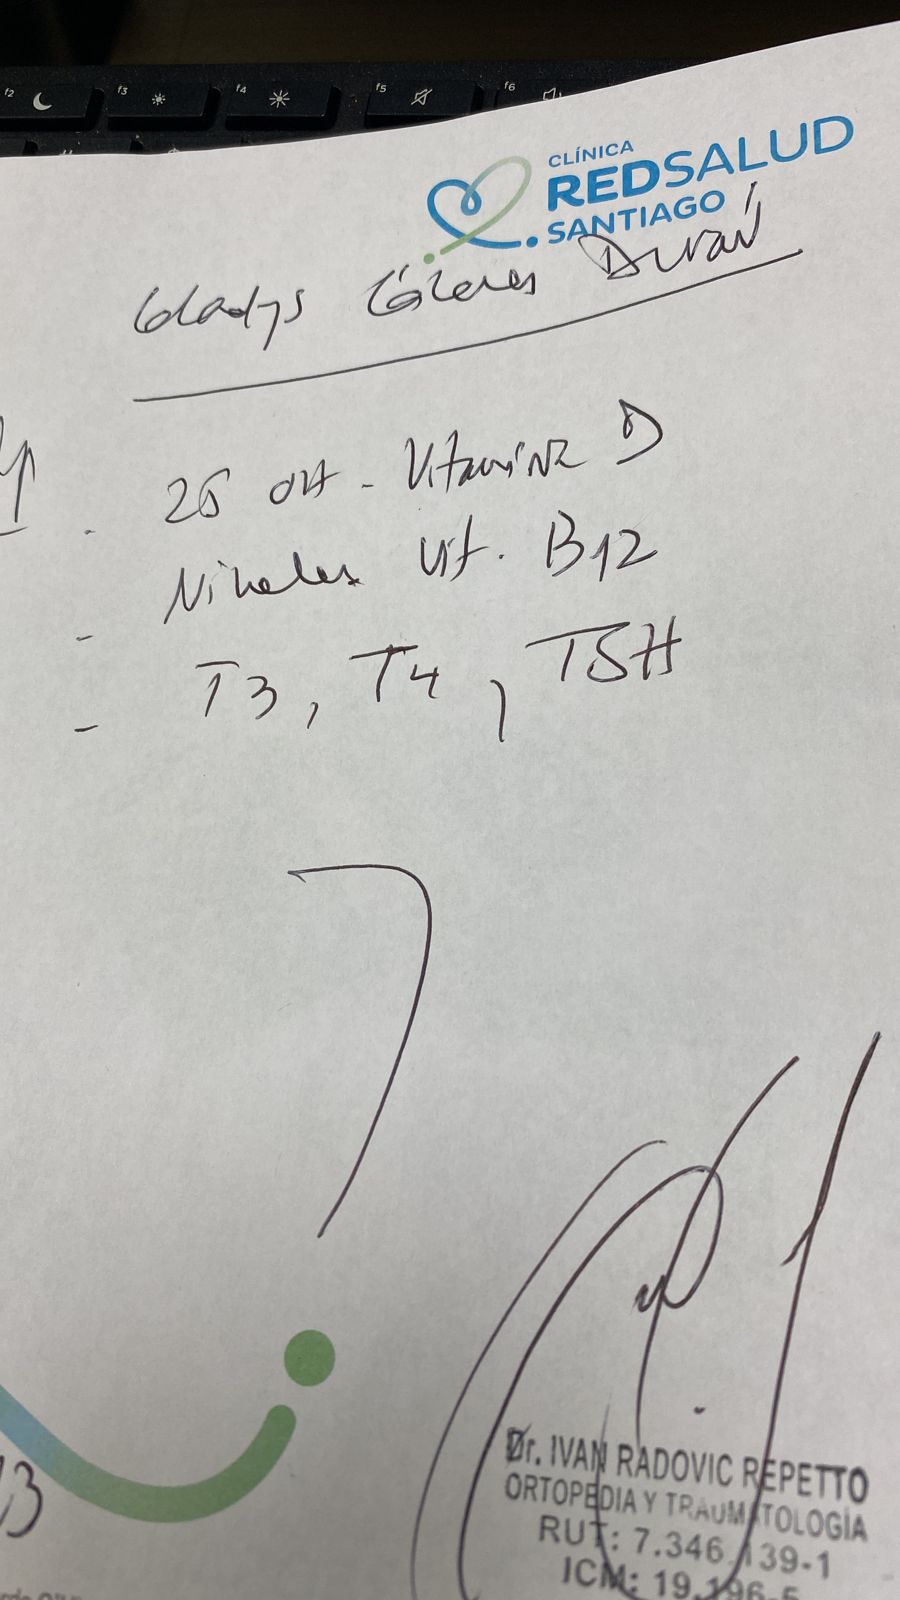 f2 f3 f4 f5 f6
CLÍNICA
REDSALUD
SANTIAGO
Gladys Cáceres Durán
Rp
. 25 OH - Vitamina D
- Niveles Vit. B12
- T3, T4, TSH
Dr. IVAN RADOVIC REPETTO
ORTOPEDIA Y TRAUMATOLOGÍA
RUT: 7.346.139-1
ICM: 19.196-5